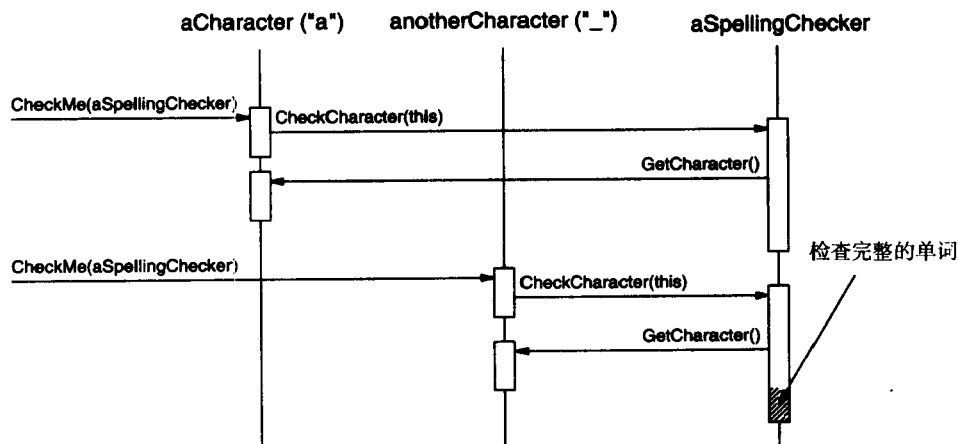 aCharacter ("a") anotherCharacter ("_") aSpellingChecker
CheckMe(aSpellingChecker)
CheckCharacter(this)
GetCharacter()
检查完整的单词
CheckMe(aSpellingChecker)
CheckCharacter(this)
GetCharacter()